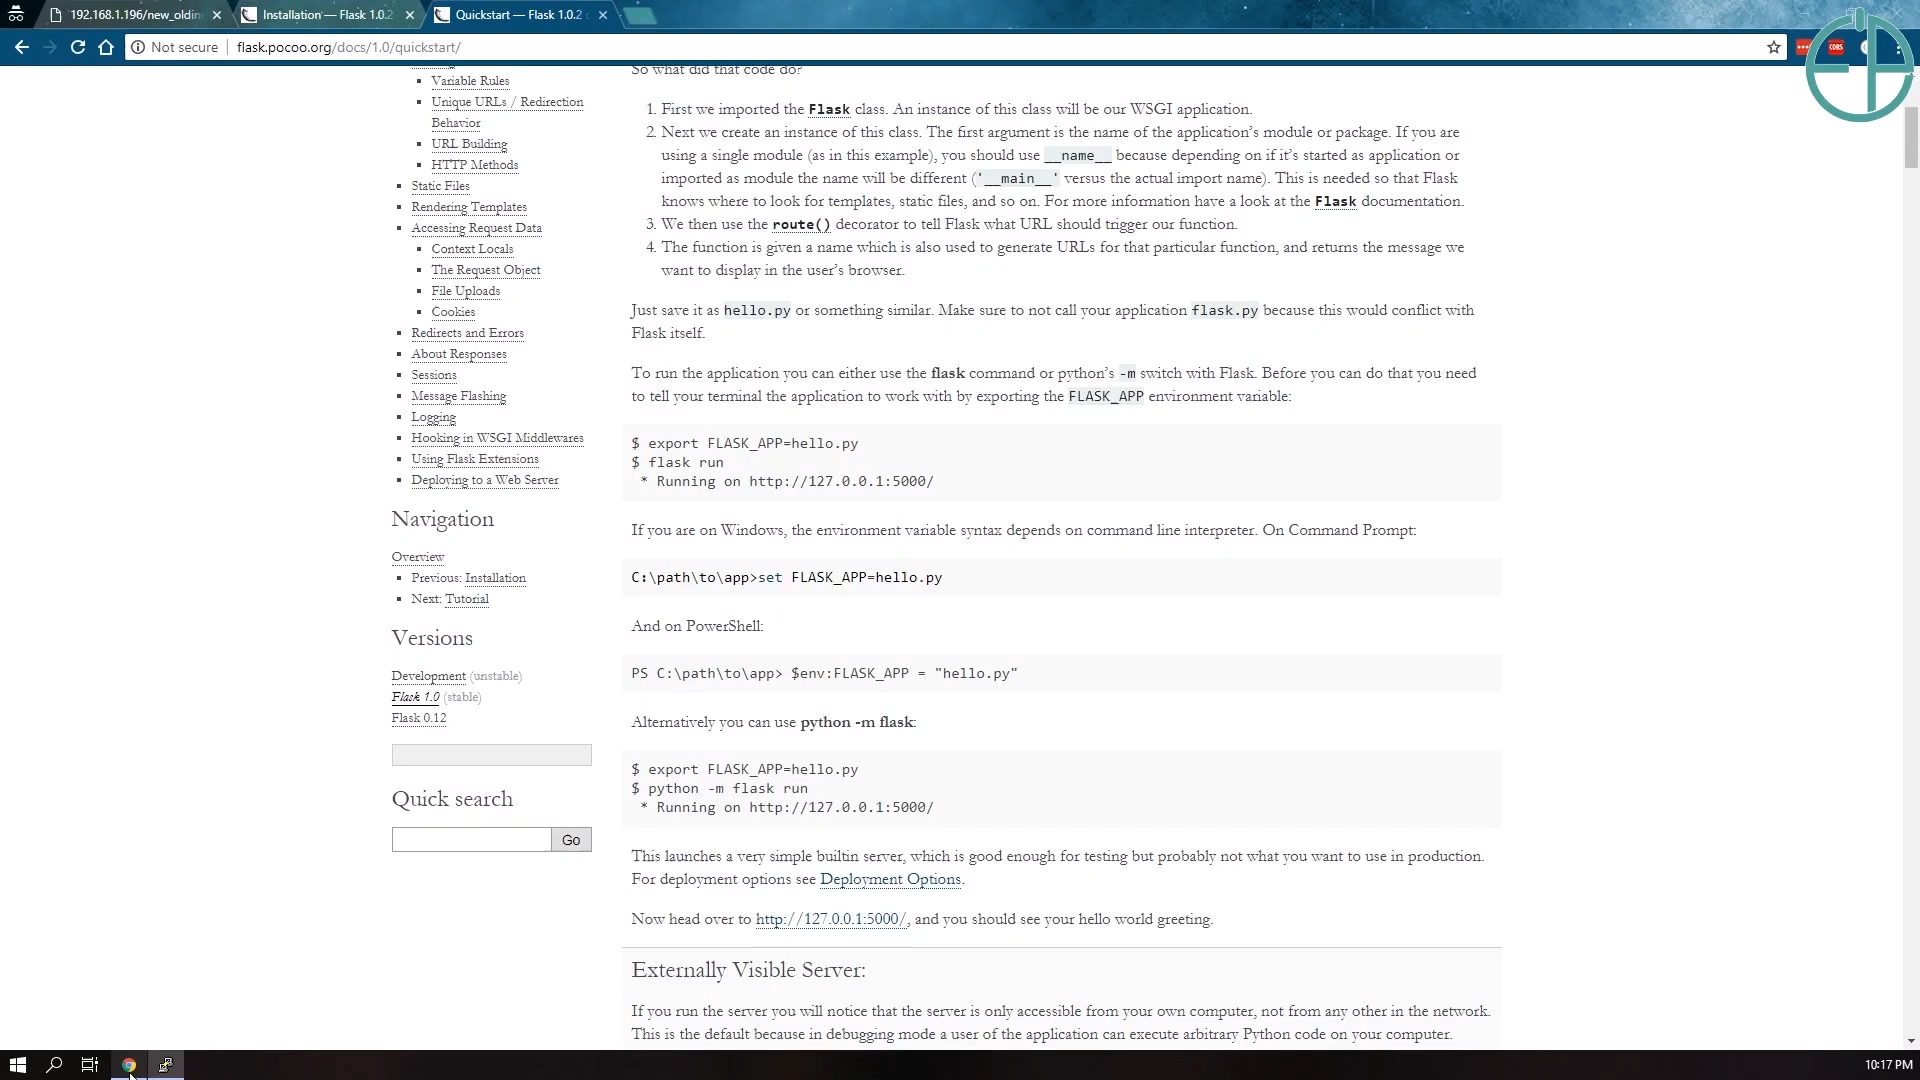 192.168.1.196/new_oldin
Installation — Flask 1.0.2
Quickstart — Flask 1.0.2
Not secure
flask.pocoo.org/docs/1.0/quickstart/
CORS
Variable Rules
Unique URLs / Redirection
Behavior
URL Building
HTTP Methods
Static Files
Rendering Templates
Accessing Request Data
Context Locals
The Request Object
File Uploads
Cookies
Redirects and Errors
About Responses
Sessions
Message Flashing
Logging
Hooking in WSGI Middlewares
Using Flask Extensions
Deploying to a Web Server
Navigation
Overview
Previous: Installation
Next: Tutorial
Versions
Development (unstable)
Flask 1.0 (stable)
Flask 0.12
Quick search
Go
So what did that code do?
1. First we imported the Flask class. An instance of this class will be our WSGI application.
2. Next we create an instance of this class. The first argument is the name of the application’s module or package. If you are
using a single module (as in this example), you should use __name__ because depending on if it’s started as application or
imported as module the name will be different ('__main__' versus the actual import name). This is needed so that Flask
knows where to look for templates, static files, and so on. For more information have a look at the Flask documentation.
3. We then use the route() decorator to tell Flask what URL should trigger our function.
4. The function is given a name which is also used to generate URLs for that particular function, and returns the message we
want to display in the user’s browser.
Just save it as hello.py or something similar. Make sure to not call your application flask.py because this would conflict with
Flask itself.
To run the application you can either use the flask command or python’s -m switch with Flask. Before you can do that you need
to tell your terminal the application to work with by exporting the FLASK_APP environment variable:
$ export FLASK_APP=hello.py
$ flask run
* Running on http://127.0.0.1:5000/
If you are on Windows, the environment variable syntax depends on command line interpreter. On Command Prompt:
C:\path\to\app>set FLASK_APP=hello.py
And on PowerShell:
PS C:\path\to\app> $env:FLASK_APP = "hello.py"
Alternatively you can use python -m flask:
$ export FLASK_APP=hello.py
$ python -m flask run
* Running on http://127.0.0.1:5000/
This launches a very simple builtin server, which is good enough for testing but probably not what you want to use in production.
For deployment options see Deployment Options.
Now head over to http://127.0.0.1:5000/, and you should see your hello world greeting.
Externally Visible Server:
If you run the server you will notice that the server is only accessible from your own computer, not from any other in the network.
This is the default because in debugging mode a user of the application can execute arbitrary Python code on your computer.
10:17 PM